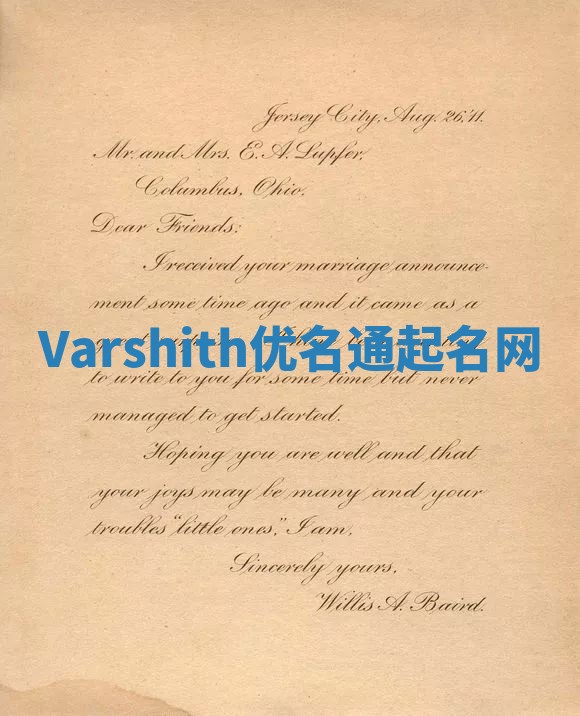 Jersey City, Aug. 26, '11.
Mr. and Mrs. E. A. Lupfer,
Columbus, Ohio.
Dear Friends:
I received your marriage announce-
ment some time ago and it came as a
Varshith优名通起名网
to write to you for some time but never
managed to get started.
Hoping you are well and that
your joys may be many and your
troubles "little ones," I am,
Sincerely yours,
Willis A. Baird.